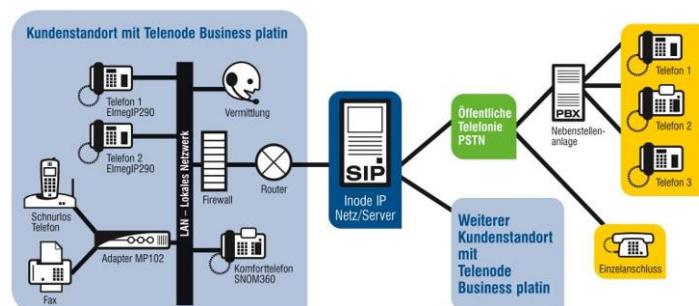 Kundenstandort mit Telenode Business platin
Telefon 1
ElmegIP290
Vermittlung
Telefon 2
ElmegIP290
LAN – Lokales Netzwerk
Firewall
Router
Schnurlos
Telefon
Adapter MP102
Fax
Komforttelefon
SNOM360
SIP
Inode IP
Netz/Server
Öffentliche
Telefonie
PSTN
PBX
Nebenstellen-
anlage
Telefon 1
Telefon 2
Telefon 3
Weiterer
Kundenstandort
mit
Telenode
Business platin
Einzelanschluss